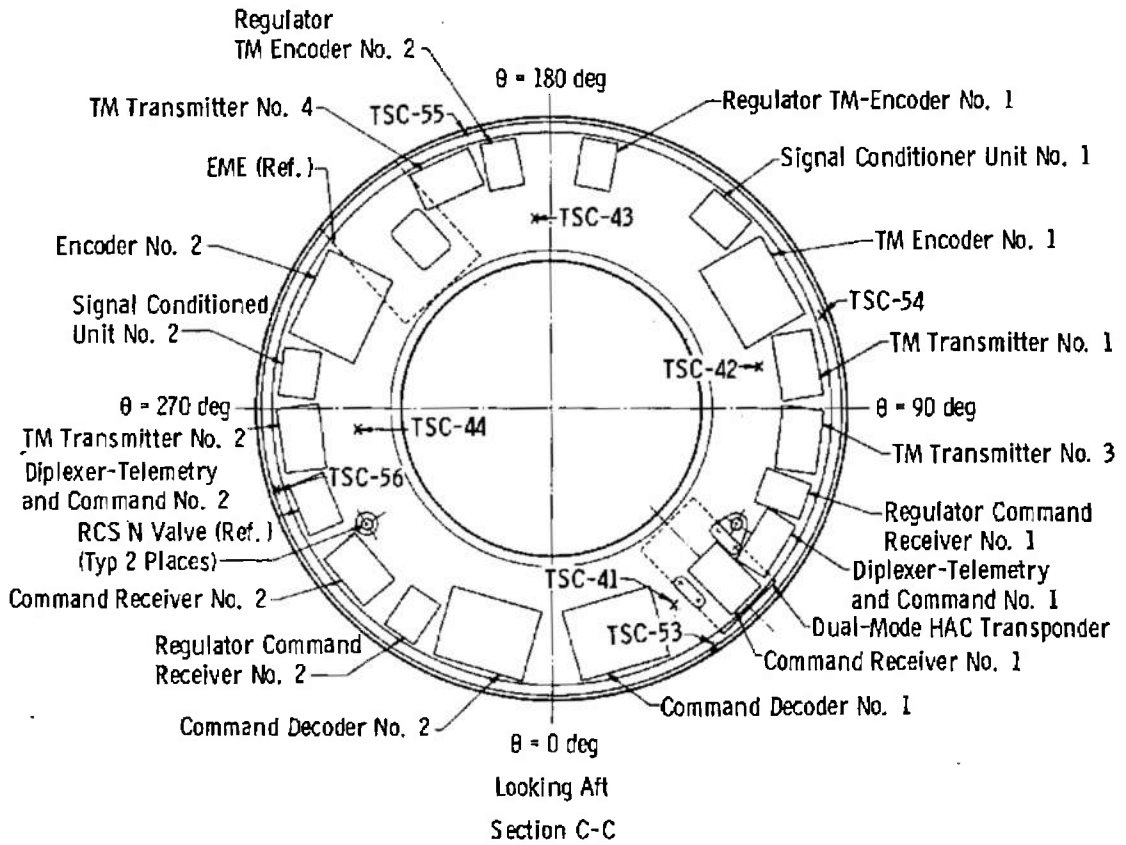 Regulator
TM Encoder No. 2
θ = 180 deg
TM Transmitter No. 4
TSC-55
Regulator TM-Encoder No. 1
EME (Ref.)
Signal Conditioner Unit No. 1
TSC-43
Encoder No. 2
TM Encoder No. 1
Signal Conditioned
Unit No. 2
TSC-54
TSC-42
TM Transmitter No. 1
θ = 270 deg
θ = 90 deg
TM Transmitter No. 2
TSC-44
TM Transmitter No. 3
Diplexer-Telemetry
and Command No. 2
TSC-56
RCS N Valve (Ref.)
(Typ 2 Places)
Regulator Command
Receiver No. 1
TSC-41
Diplexer-Telemetry
and Command No. 1
Command Receiver No. 2
Dual-Mode HAC Transponder
TSC-53
Regulator Command
Receiver No. 2
Command Receiver No. 1
Command Decoder No. 2
Command Decoder No. 1
θ = 0 deg
Looking Aft
Section C-C